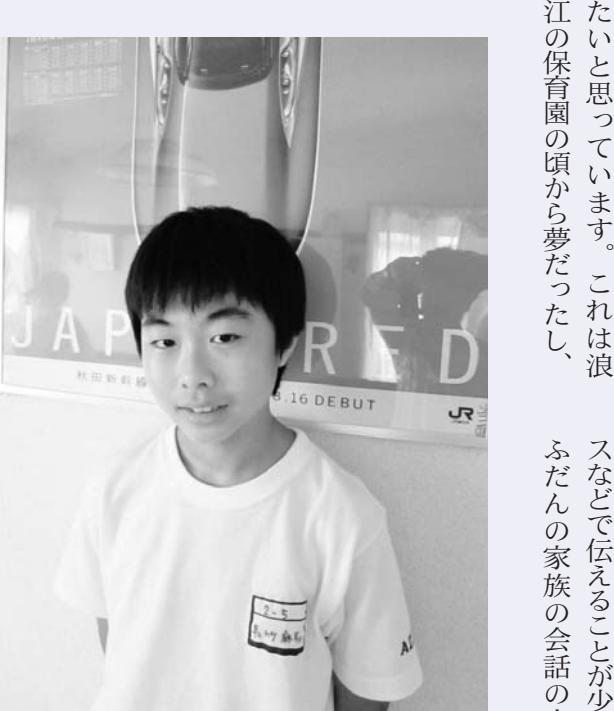 たいと思っています。これは浪
江の保育園の頃から夢だったし、
スなどで伝えることが少
ふだんの家族の会話の
JAP RED
秋田新幹線 3.16 DEBUT JR
2-5